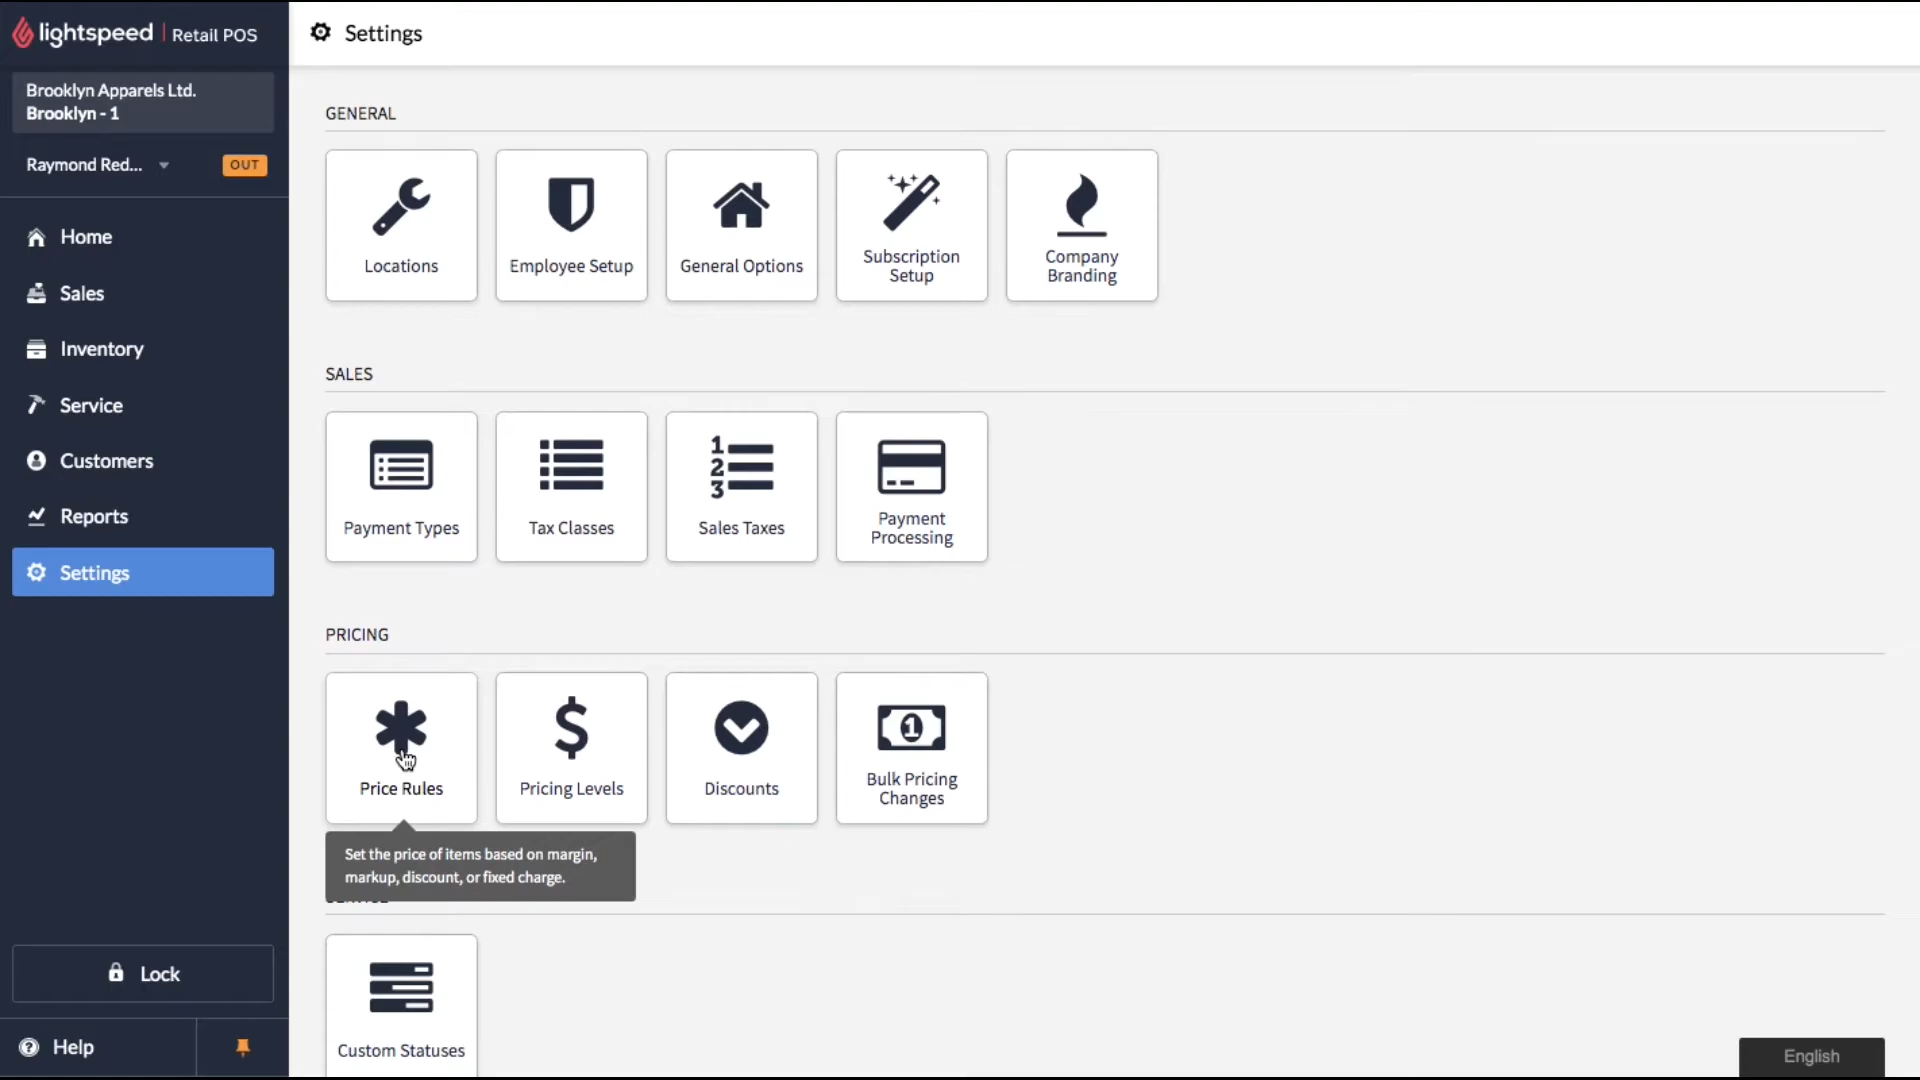 lightspeed | Retail POS
Settings
Brooklyn Apparels Ltd.
Brooklyn - 1
Raymond Red...
OUT
Home
Sales
Inventory
Service
Customers
Reports
Settings
Lock
Help
GENERAL
Locations
Employee Setup
General Options
Subscription
Setup
Company
Branding
SALES
Payment Types
Tax Classes
1
2
3
Sales Taxes
Payment
Processing
PRICING
Price Rules
$
Pricing Levels
Discounts
1
Bulk Pricing
Changes
Set the price of items based on margin,
markup, discount, or fixed charge.
Custom Statuses
English